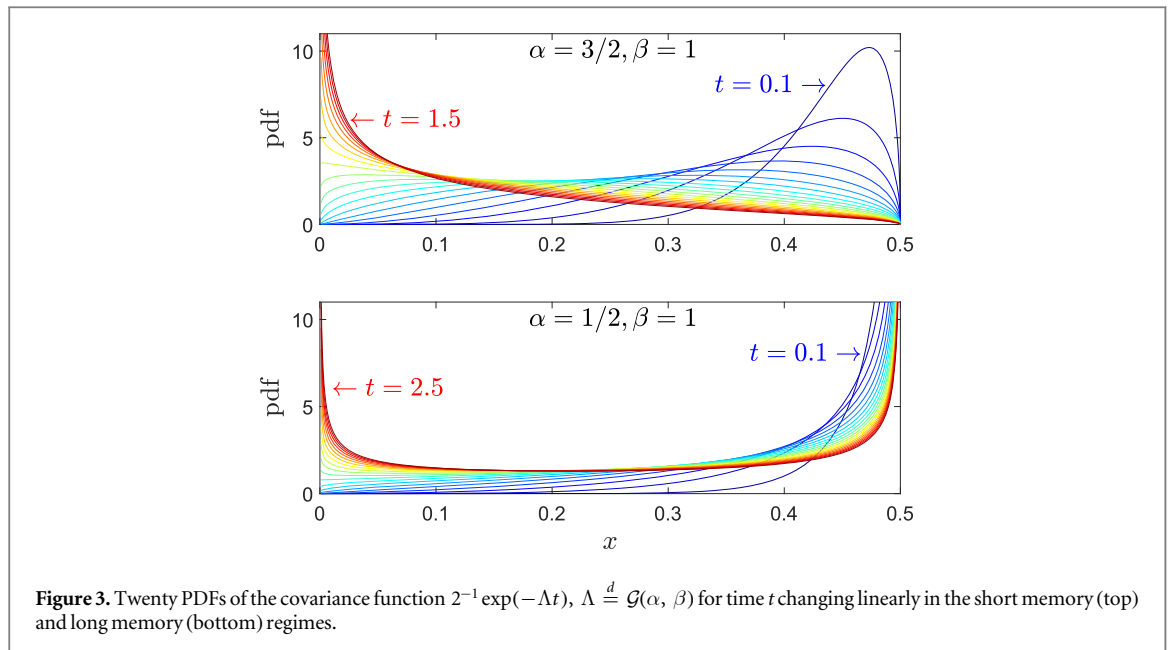 α = 3/2, β = 1
10
t = 0.1 →
← t = 1.5
pdf
5
0
0 0.1 0.2 0.3 0.4 0.5
α = 1/2, β = 1
10
t = 0.1 →
← t = 2.5
pdf
5
0
0 0.1 0.2 0.3 0.4 0.5
x
Figure 3. Twenty PDFs of the covariance function 2⁻¹ exp(−Λt), Λ d= 𝒢(α, β) for time t changing linearly in the short memory (top)
and long memory (bottom) regimes.